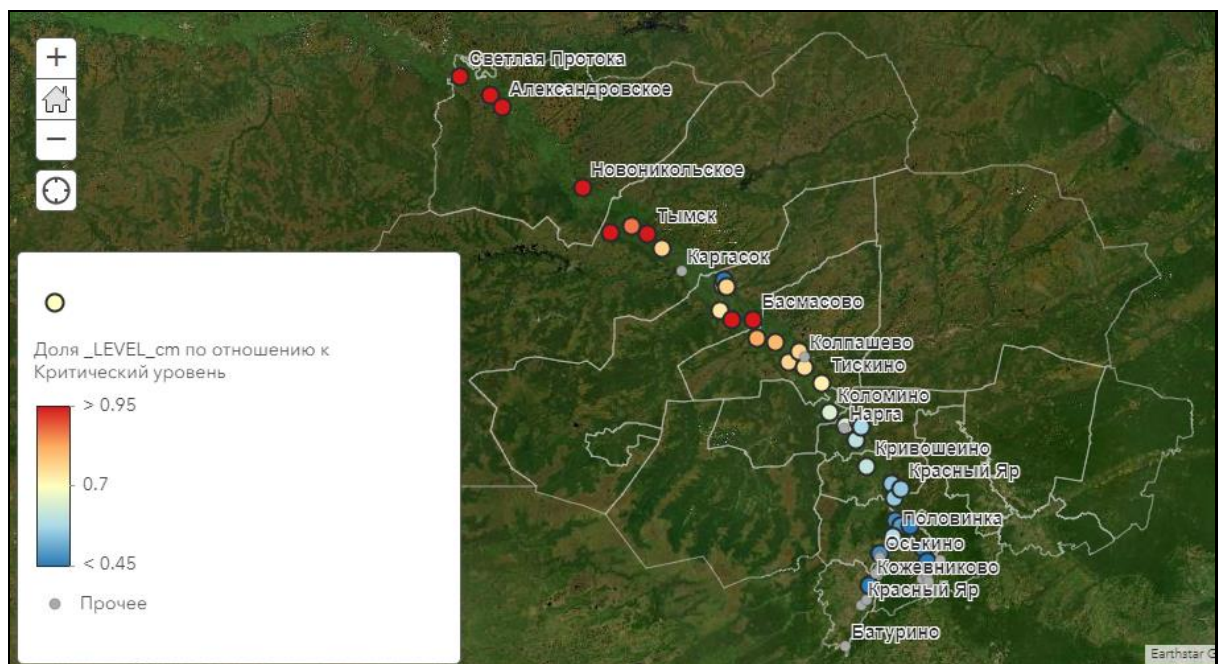 +
−
Светлая Протока
Александровское
Новоникольское
Тымск
Каргасок
Басмасово
Колпашево
Тискино
Коломино
Нарга
Кривошеино
Красный Яр
Половинка
Оськино
Кожевниково
Красный Яр
Батурино
Доля _LEVEL_cm по отношению к
Критический уровень
> 0.95
0.7
< 0.45
Прочее
Earthstar G